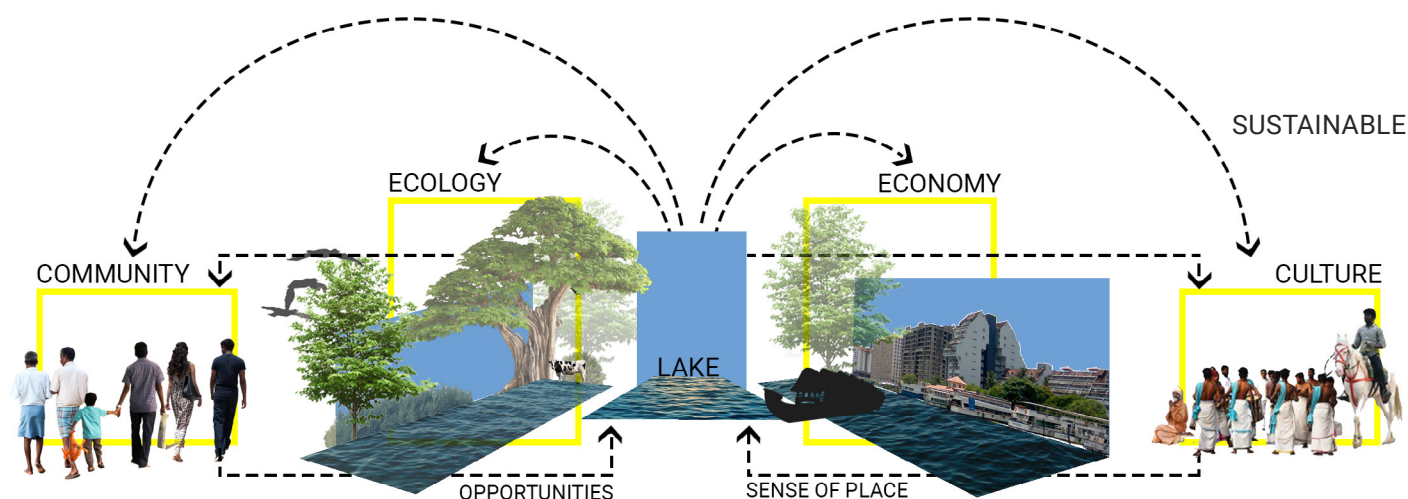 SUSTAINABLE
ECOLOGY
ECONOMY
COMMUNITY
CULTURE
LAKE
OPPORTUNITIES
SENSE OF PLACE